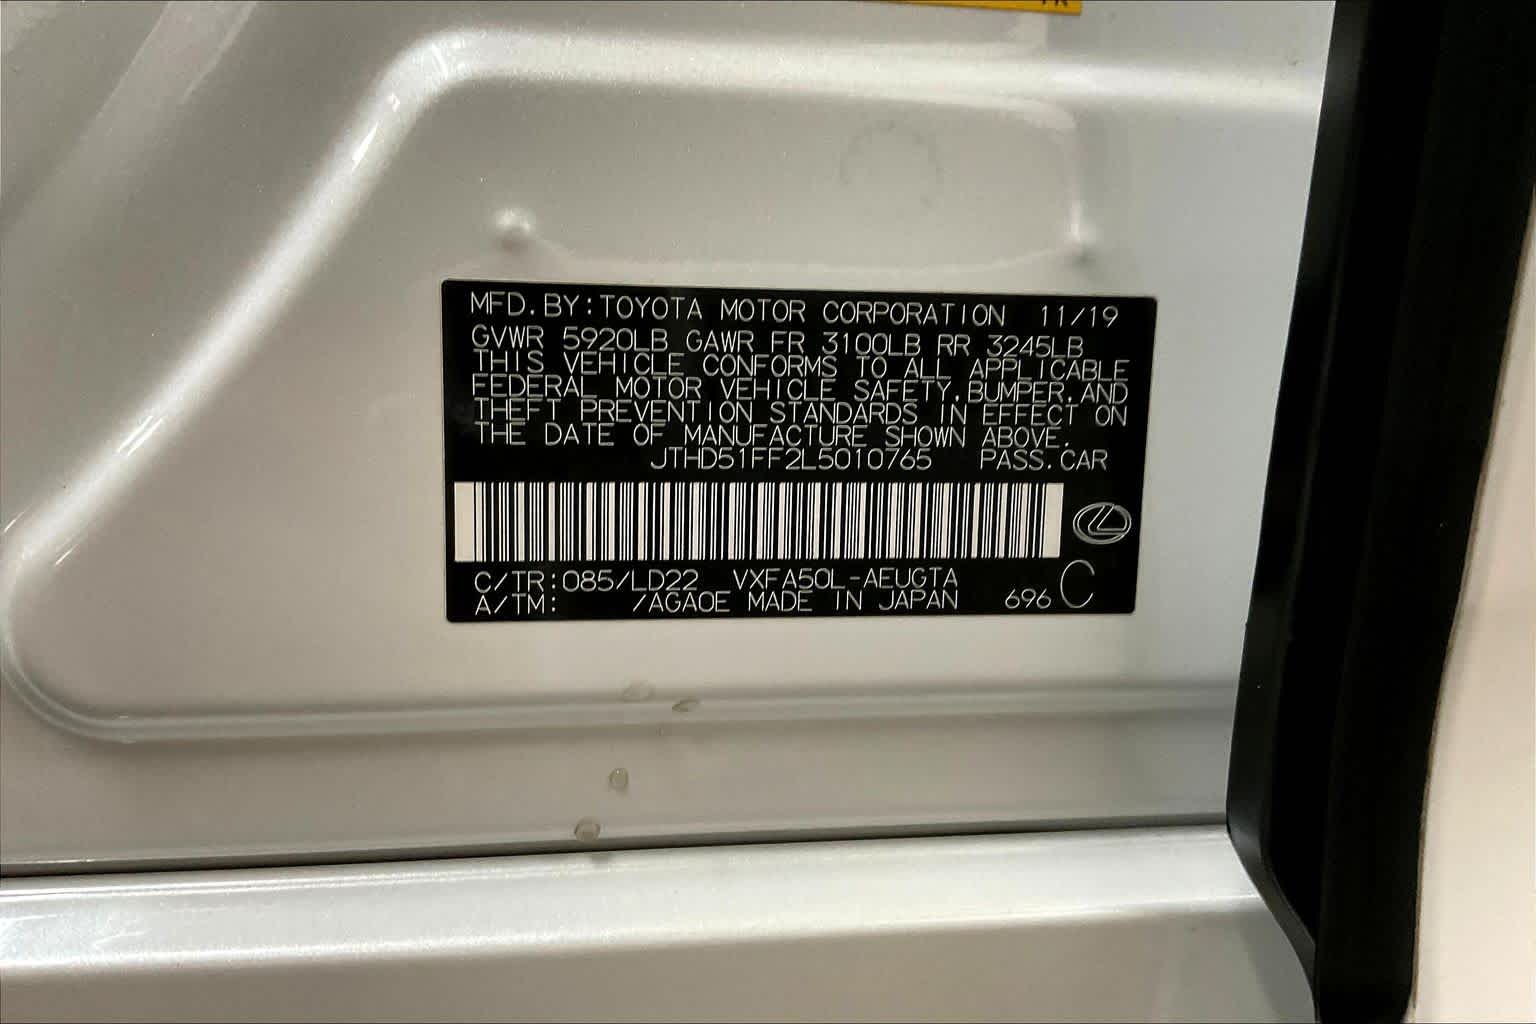 MFD.BY:TOYOTA MOTOR CORPORATION 11/19
GVWR 5920LB GAWR FR 3100LB RR 3245LB
THIS VEHICLE CONFORMS TO ALL APPLICABLE
FEDERAL MOTOR VEHICLE SAFETY,BUMPER,AND
THEFT PREVENTION STANDARDS IN EFFECT ON
THE DATE OF MANUFACTURE SHOWN ABOVE.
JTHD51FF2L5010765 PASS.CAR
C/TR:085/LD22 VXFA50L-AEUGTA
A/TM: /AGA0E MADE IN JAPAN 696 C